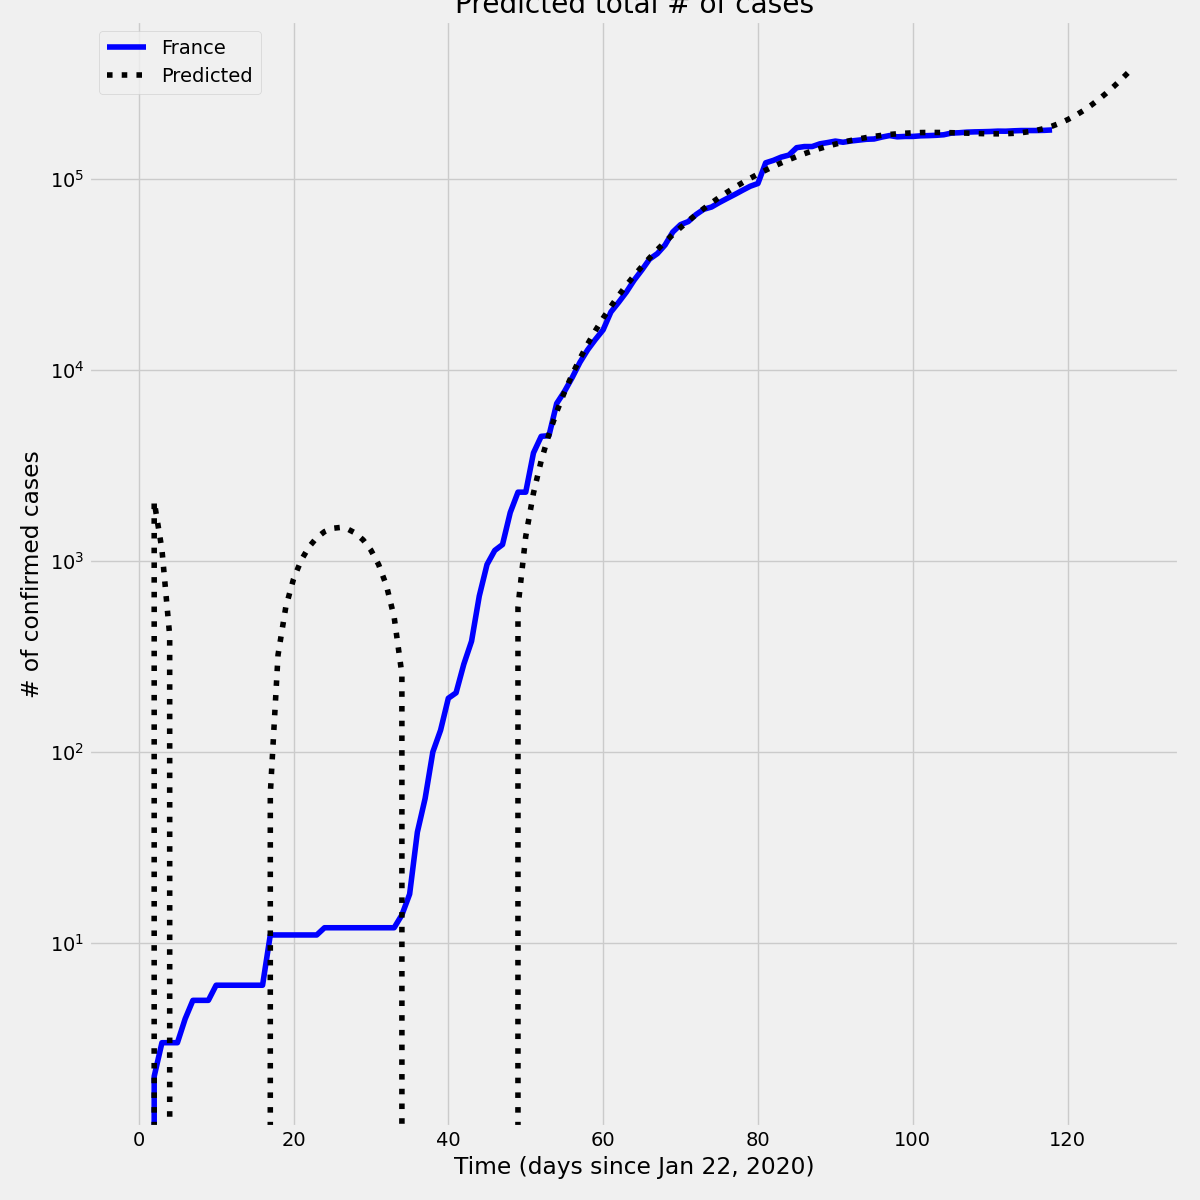 Predicted total # of cases
France
Predicted
10⁵
10⁴
10³
10²
10¹
# of confirmed cases
0 20 40 60 80 100 120
Time (days since Jan 22, 2020)